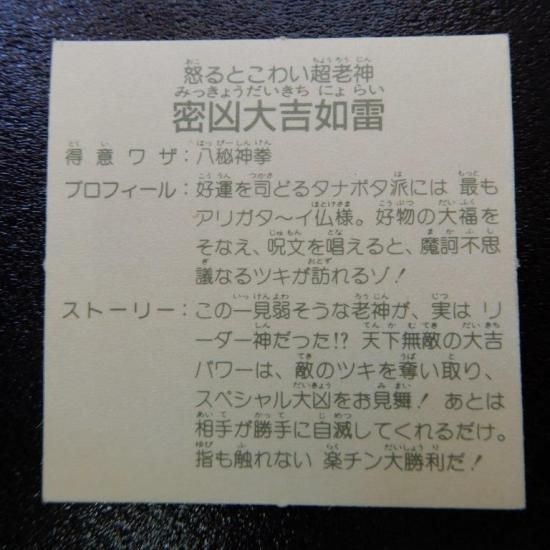 怒るとこわい超老神
密凶大吉如雷
得意ワザ:八秘神拳
プロフィール:好運を司どるタナボタ派には 最も
アリガタ〜イ仏様。好物の大福を
そなえ、呪文を唱えると、魔訶不思
議なるツキが訪れるゾ!
ストーリー:この一見弱そうな老神が、実は リ
ーダー神だった!? 天下無敵の大吉
パワーは、敵のツキを奪い取り、
スペシャル大凶をお見舞! あとは
相手が勝手に自滅してくれるだけ。
指も触れない 楽チン大勝利だ!